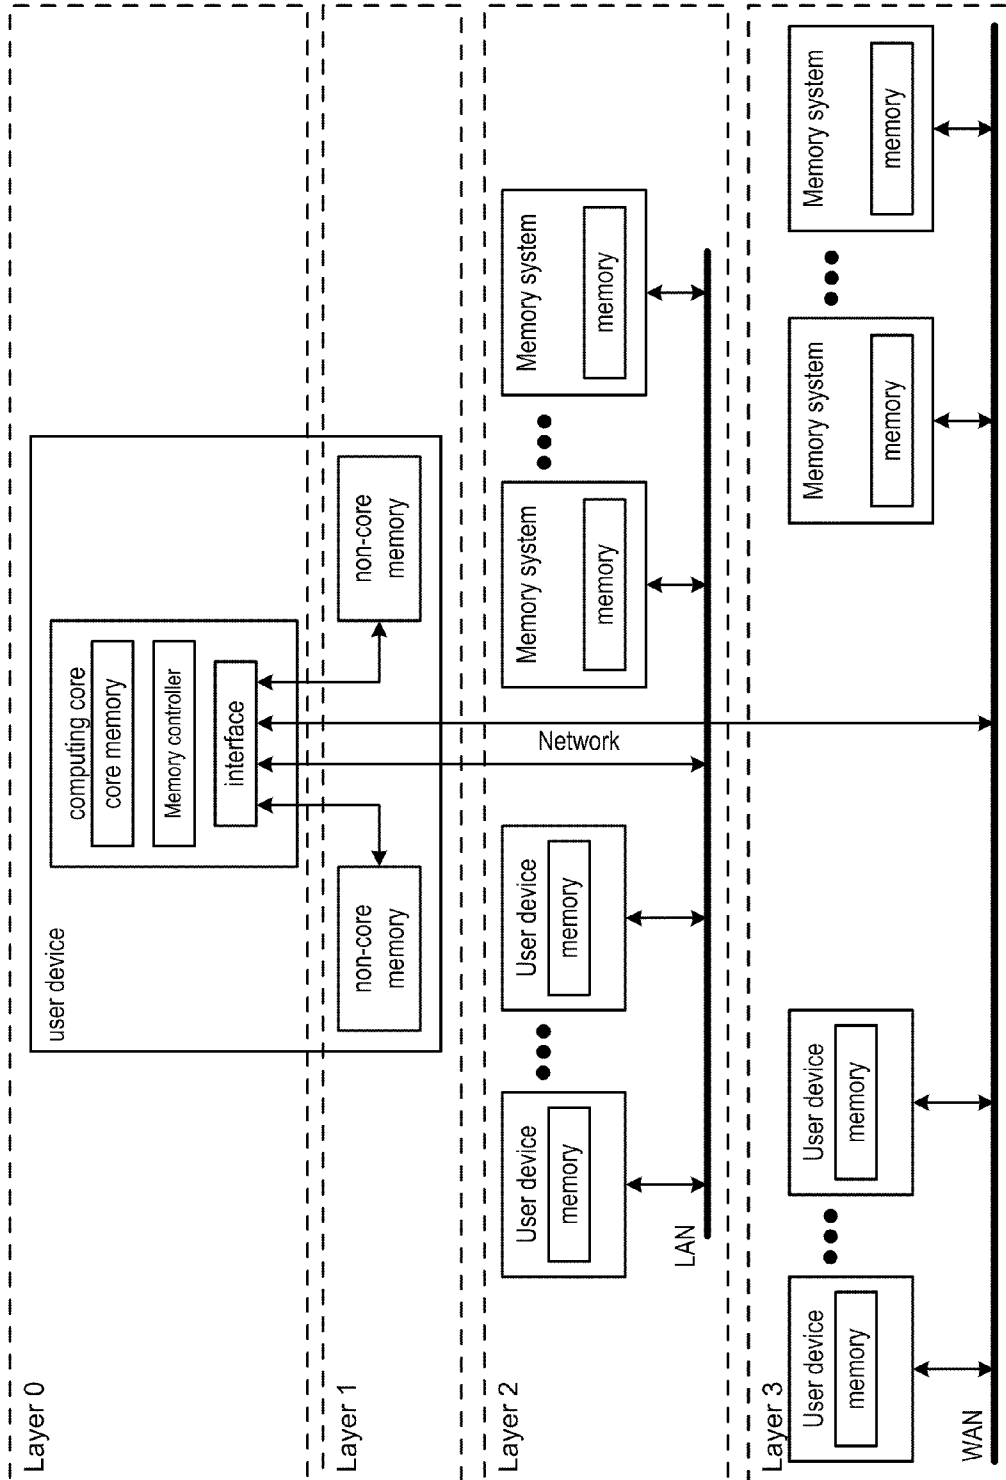 Layer 0
user device
computing core
core memory
Memory controller
interface
Layer 1
non-core
memory
non-core
memory
Layer 2
Network
User device
memory
User device
memory
Memory system
memory
Memory system
memory
LAN
Layer 3
User device
memory
User device
memory
Memory system
memory
Memory system
memory
WAN